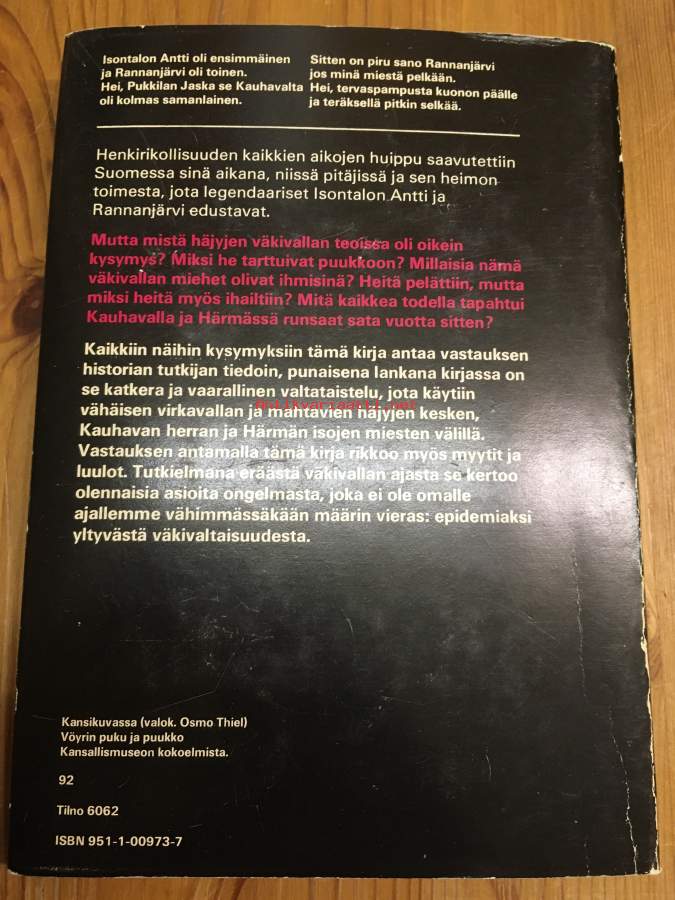 Isontalon Antti oli ensimmäinen
ja Rannanjärvi oli toinen.
Hei, Pukkilan Jaska se Kauhavalta
oli kolmas samanlainen.
Sitten on piru sano Rannanjärvi
jos minä miestä pelkään.
Hei, tervaspampusta kuonon päälle
ja teräksellä pitkin selkää.
Henkirikollisuuden kaikkien aikojen huippu saavutettiin
Suomessa sinä aikana, niissä pitäjissä ja sen heimon
toimesta, jota legendaariset Isontalon Antti ja
Rannanjärvi edustavat.
Mutta mistä häjyjen väkivallan teoissa oli oikein
kysymys? Miksi he tarttuivat puukkoon? Millaisia nämä
väkivallan miehet olivat ihmisinä? Heitä pelättiin, mutta
miksi heitä myös ihailtiin? Mitä kaikkea todella tapahtui
Kauhavalla ja Härmässä runsaat sata vuotta sitten?
Kaikkiin näihin kysymyksiin tämä kirja antaa vastauksen
historian tutkijan tiedoin, punaisena lankana kirjassa on
se katkera ja vaarallinen valtataistelu, jota käytiin
vähäisen virkavallan ja mahtavien häjyjen kesken,
Kauhavan herran ja Härmän isojen miesten välillä.
Vastauksen antamalla tämä kirja rikkoo myös myytit ja
luulot. Tutkielmana eräästä väkivallan ajasta se kertoo
olennaisia asioita ongelmasta, joka ei ole omalle
ajallemme vähimmässäkään määrin vieras: epidemiaksi
yltyvästä väkivaltaisuudesta.
Antikvariaatti.net
Kansikuvassa (valok. Osmo Thiel)
Vöyrin puku ja puukko
Kansallismuseon kokoelmista.
92
Tilno 6062
ISBN 951-1-00973-7